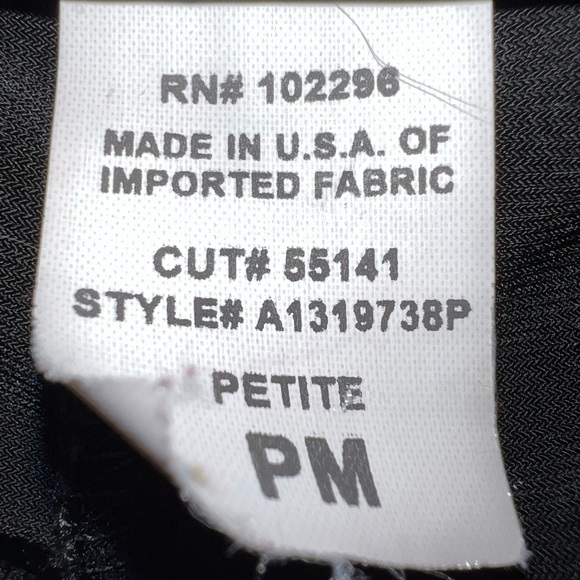 RN# 102296
MADE IN U.S.A. OF
IMPORTED FABRIC
CUT# 55141
STYLE# A1319738P
PETITE
PM